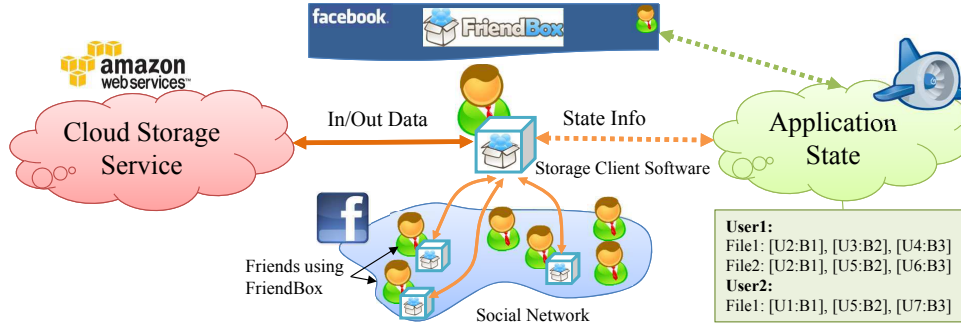 facebook.
FriendBox
amazon
webservices™
Cloud Storage
Service
In/Out Data
State Info
Application
State
Storage Client Software
f
Friends using
FriendBox
Social Network
User1:
File1: [U2:B1], [U3:B2], [U4:B3]
File2: [U2:B1], [U5:B2], [U6:B3]
User2:
File1: [U1:B1], [U5:B2], [U7:B3]